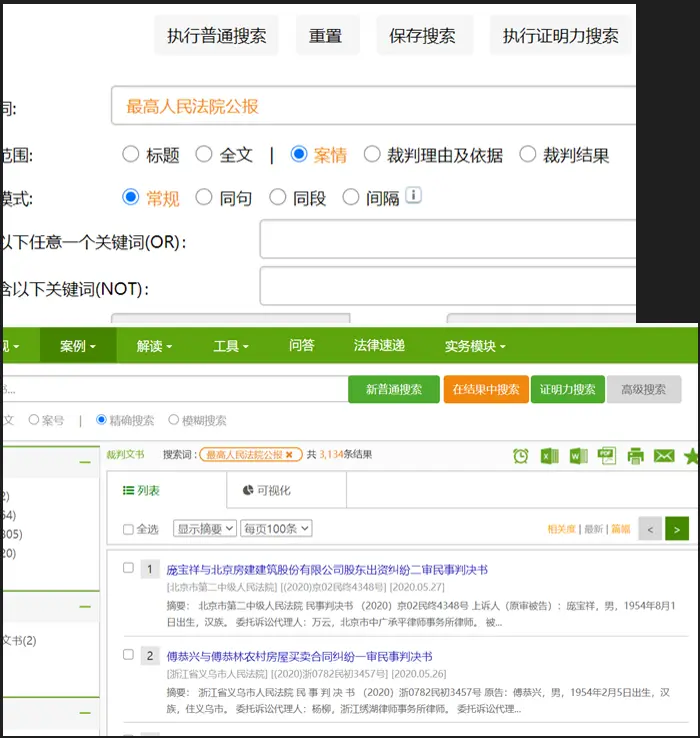 执行普通搜索 重置 保存搜索 执行证明力搜索
词: 最高人民法院公报
范围: 标题 全文 | 案情 裁判理由及依据 裁判结果
模式: 常规 同句 同段 间隔 i
以下任意一个关键词(OR):
含以下关键词(NOT):
案例 解读 工具 问答 法律速递 实务模块
... 新普通搜索 在结果中搜索 证明力搜索 高级搜索
文 案号 | 精确搜索 模糊搜索
裁判文书 搜索词: 最高人民法院公报 × 共 3,134条结果
列表 可视化
全选 显示摘要 每页100条 相关度 | 最新 | 篇幅 < >
2)
64)
305)
20)
文书(2)
1 庞宝祥与北京房建建筑股份有限公司股东出资纠纷二审民事判决书
[北京市第二中级人民法院] [(2020)京02民终4348号] [2020.05.27]
摘要: 北京市第二中级人民法院 民事判决书 (2020) 京02民终4348号 上诉人（原审被告）: 庞宝祥，男，1954年8月1
日出生，汉族。 委托诉讼代理人: 万云，北京市中广承平律师事务所律师。 被...
2 傅恭兴与傅恭林农村房屋买卖合同纠纷一审民事判决书
[浙江省义乌市人民法院] [(2020)浙0782民初3457号] [2020.05.26]
摘要: 浙江省义乌市人民法院 民 事 判 决 书 (2020) 浙0782民初3457号 原告: 傅恭兴，男，1954年2月5日出生，汉
族，住义乌市。 委托诉讼代理人: 杨柳，浙江绣湖律师事务所律师。 委托诉讼代理...